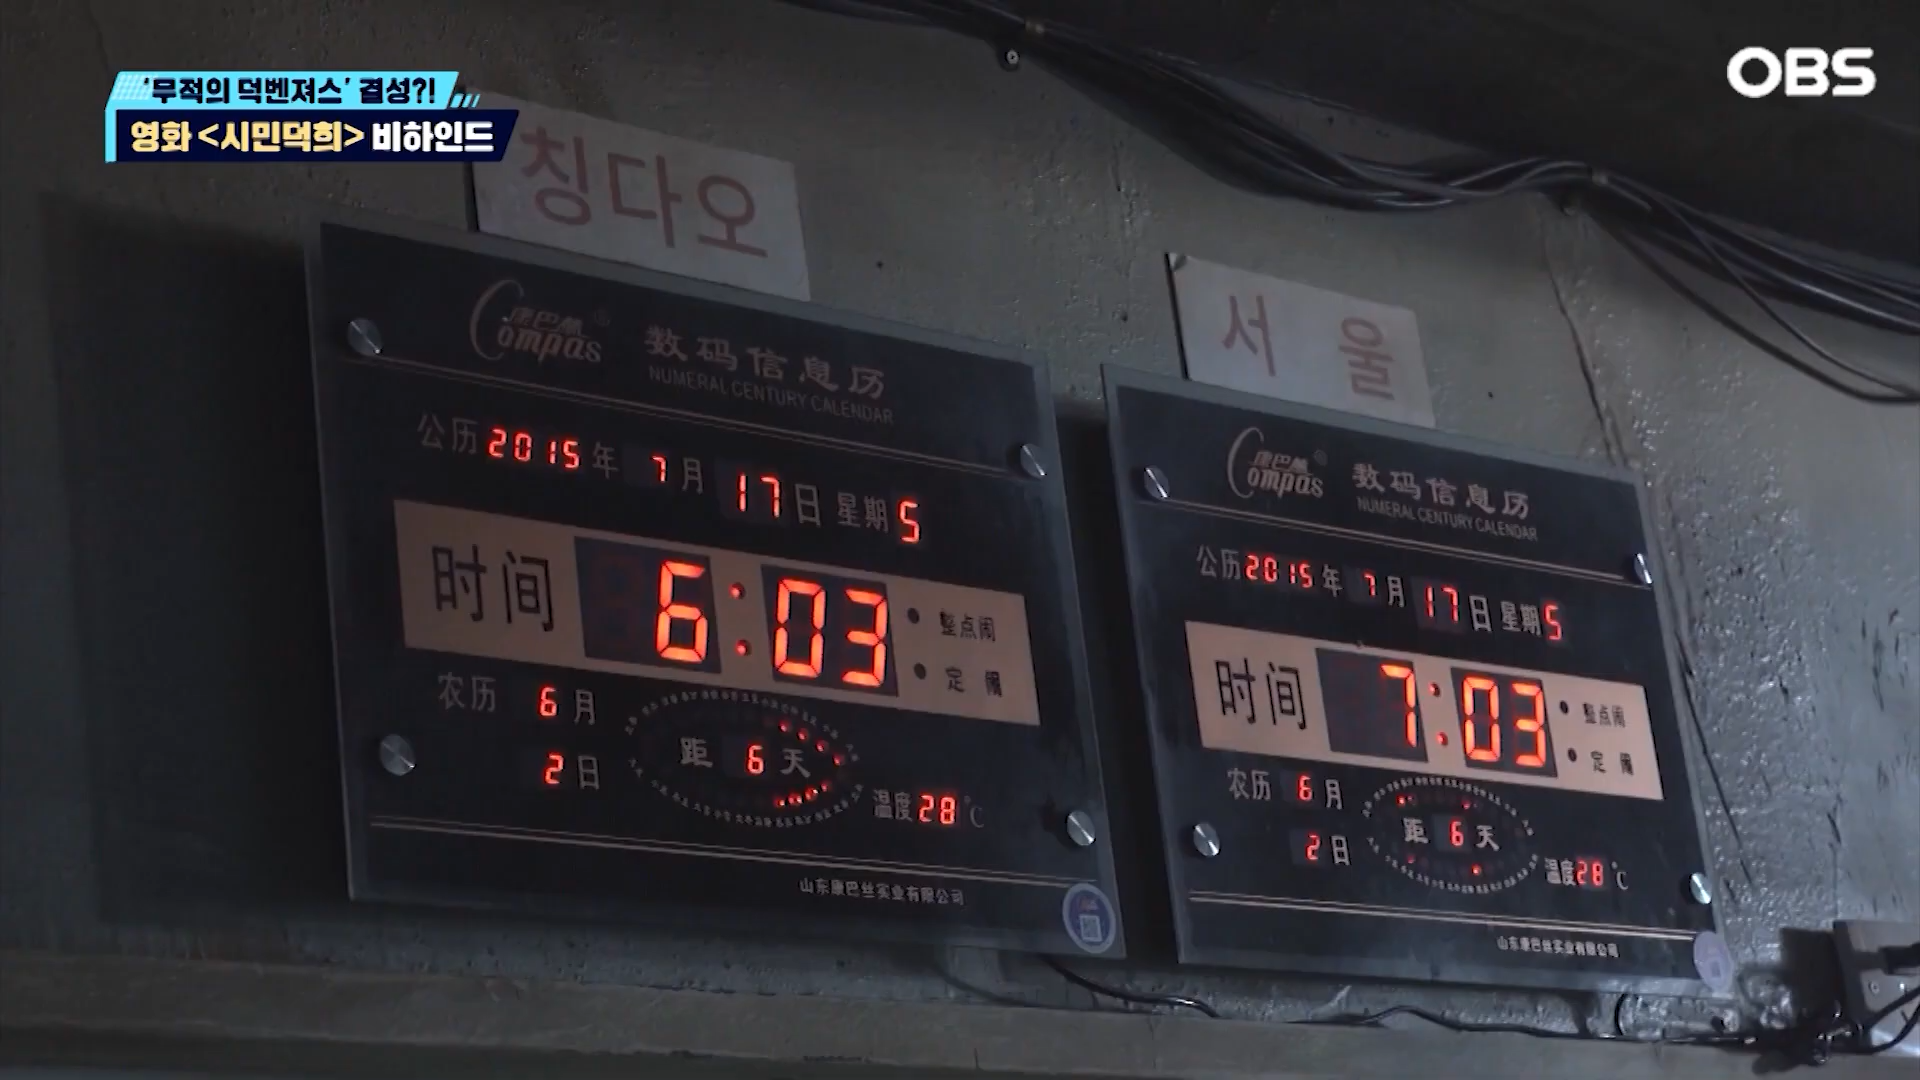 '무적의 덕벤져스' 결성?!
영화 <시민덕희> 비하인드
OBS
칭다오
康巴丝®
Compas
数码信息历
NUMERAL CENTURY CALENDAR
公历 2015 年 7 月 17 日 星期 5
时间 6:03
整点闹
定闹
农历 6 月
2 日
距 6 天
温度 28 °C
山东康巴丝实业有限公司
서울
康巴丝®
Compas
数码信息历
NUMERAL CENTURY CALENDAR
公历 2015 年 7 月 17 日 星期 5
时间 7:03
整点闹
定闹
农历 6 月
2 日
距 6 天
温度 28 °C
山东康巴丝实业有限公司